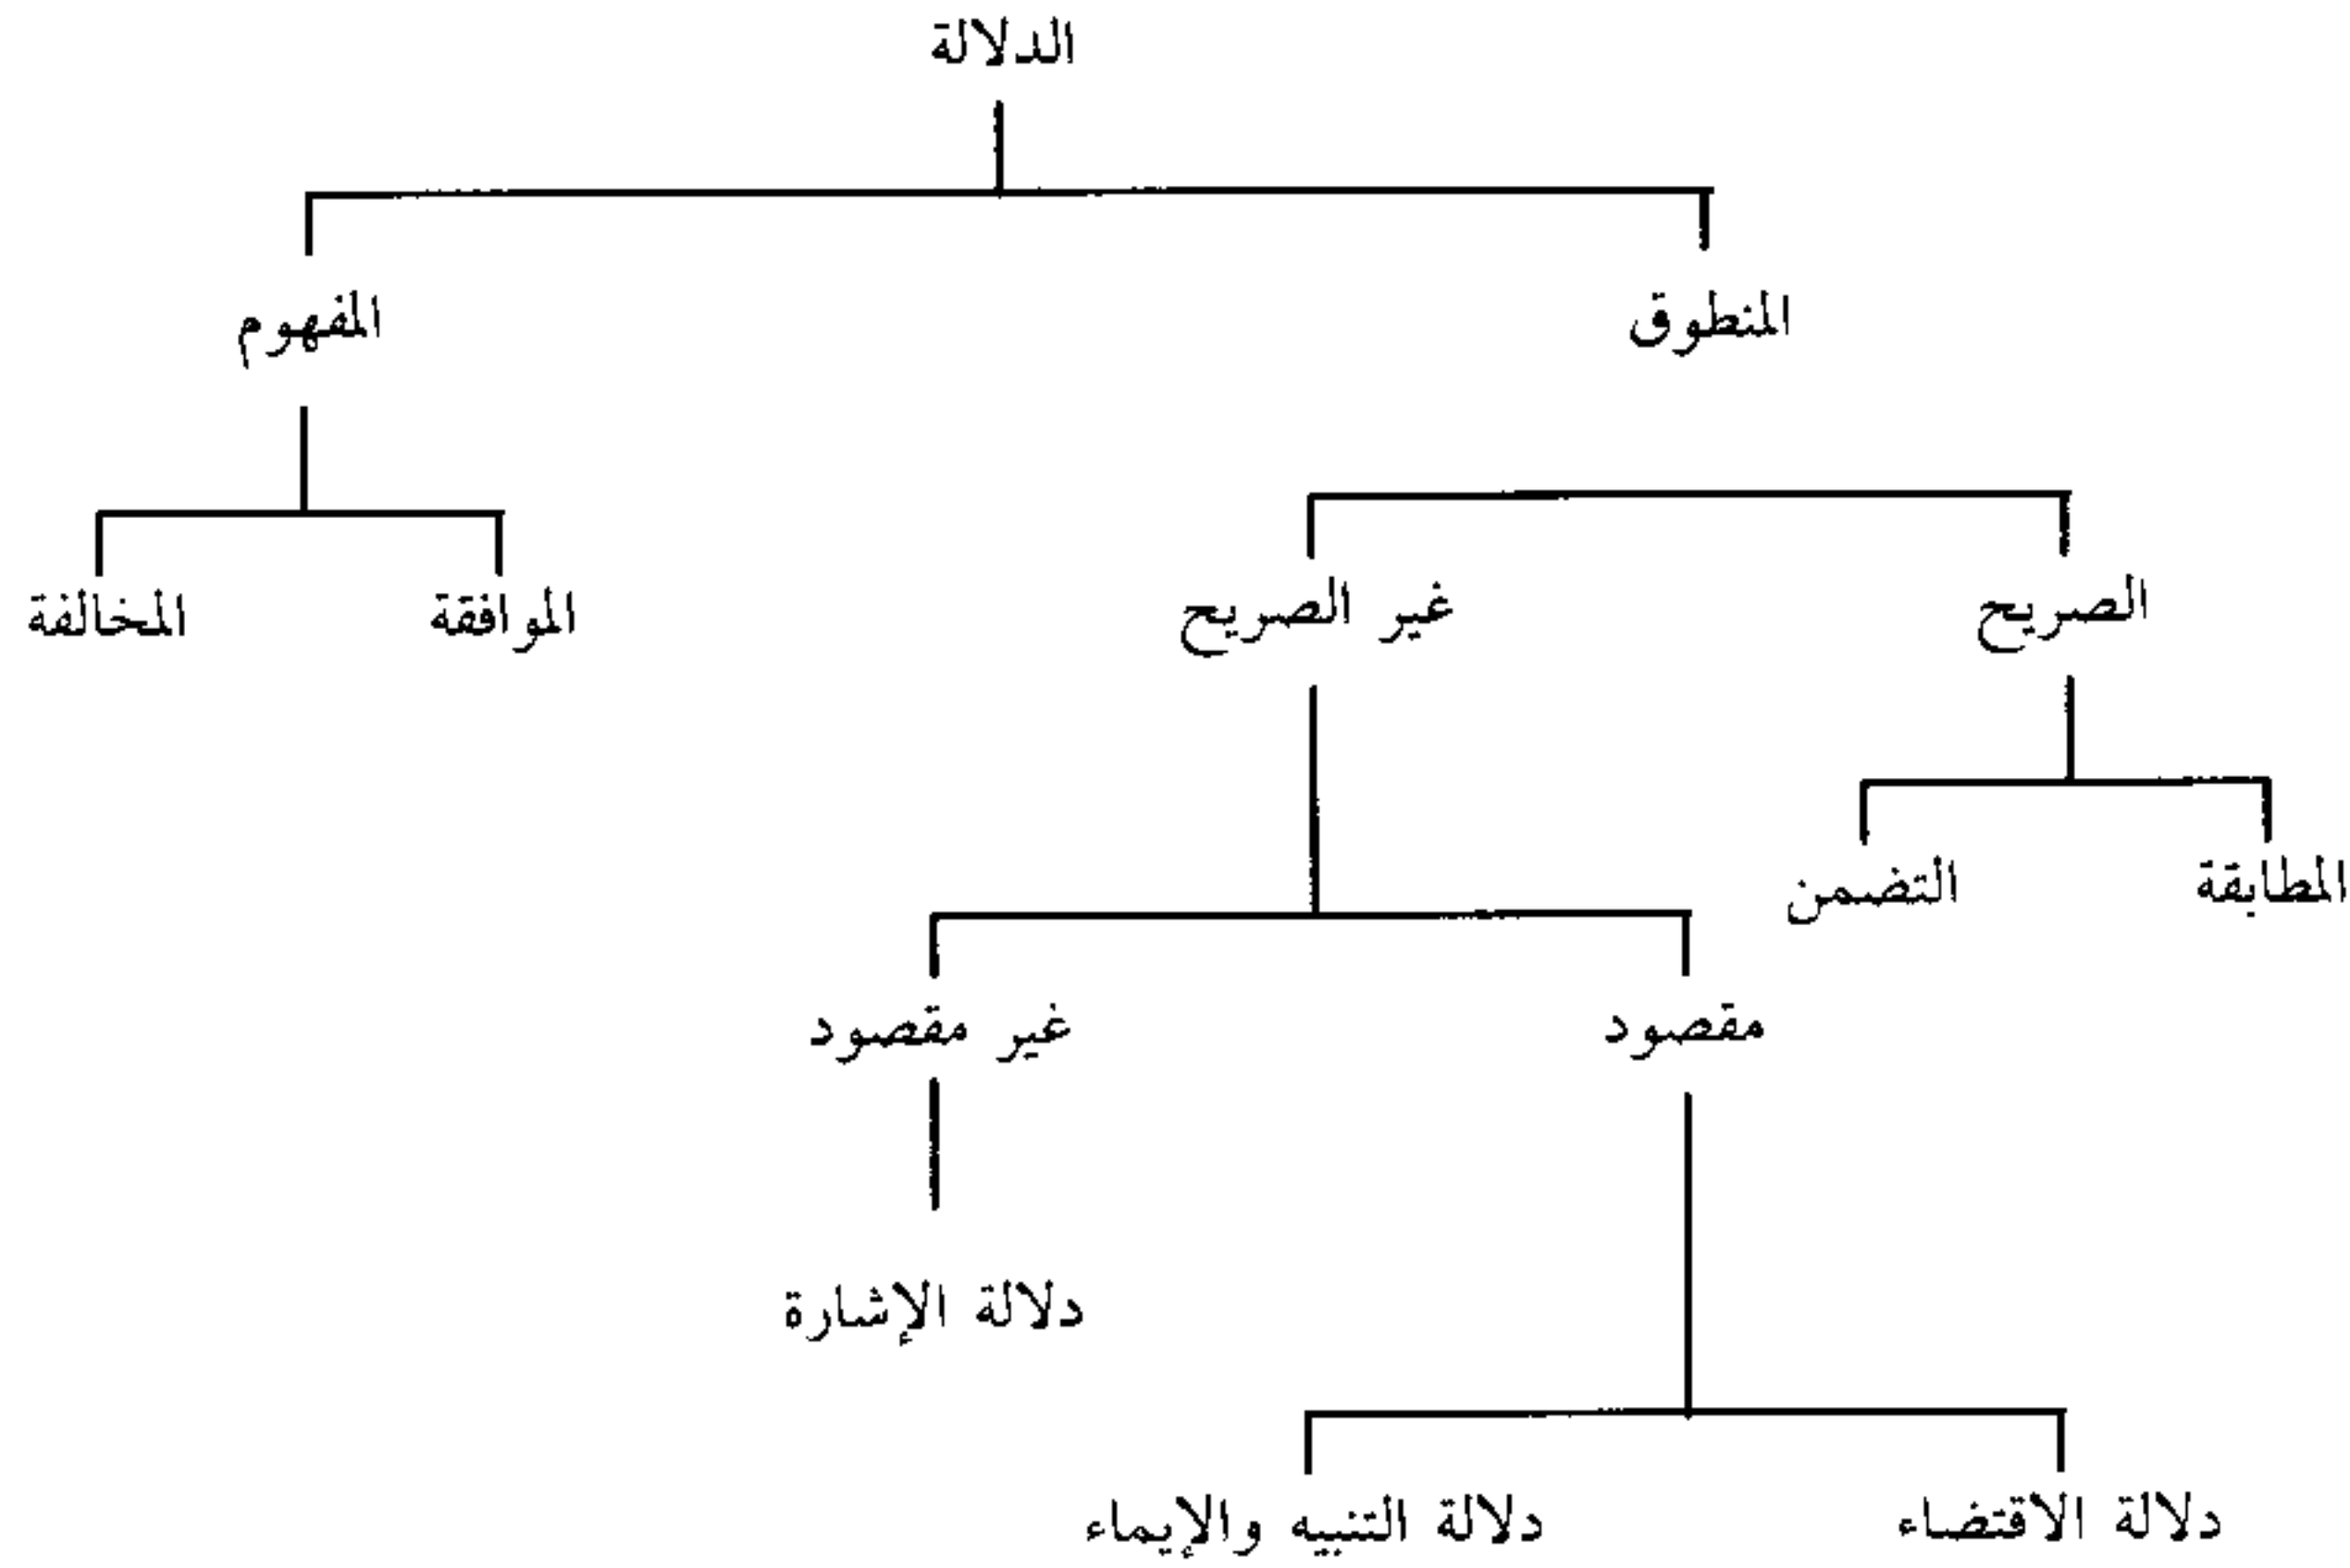 الدلالة
المنطوق
المفهوم
الصريح
غير الصريح
الموافقة
المخالفة
المطابقة
التضمن
مقصود
غير مقصود
دلالة الإشارة
دلالة الاقتضاء
دلالة التنبيه والإيماء